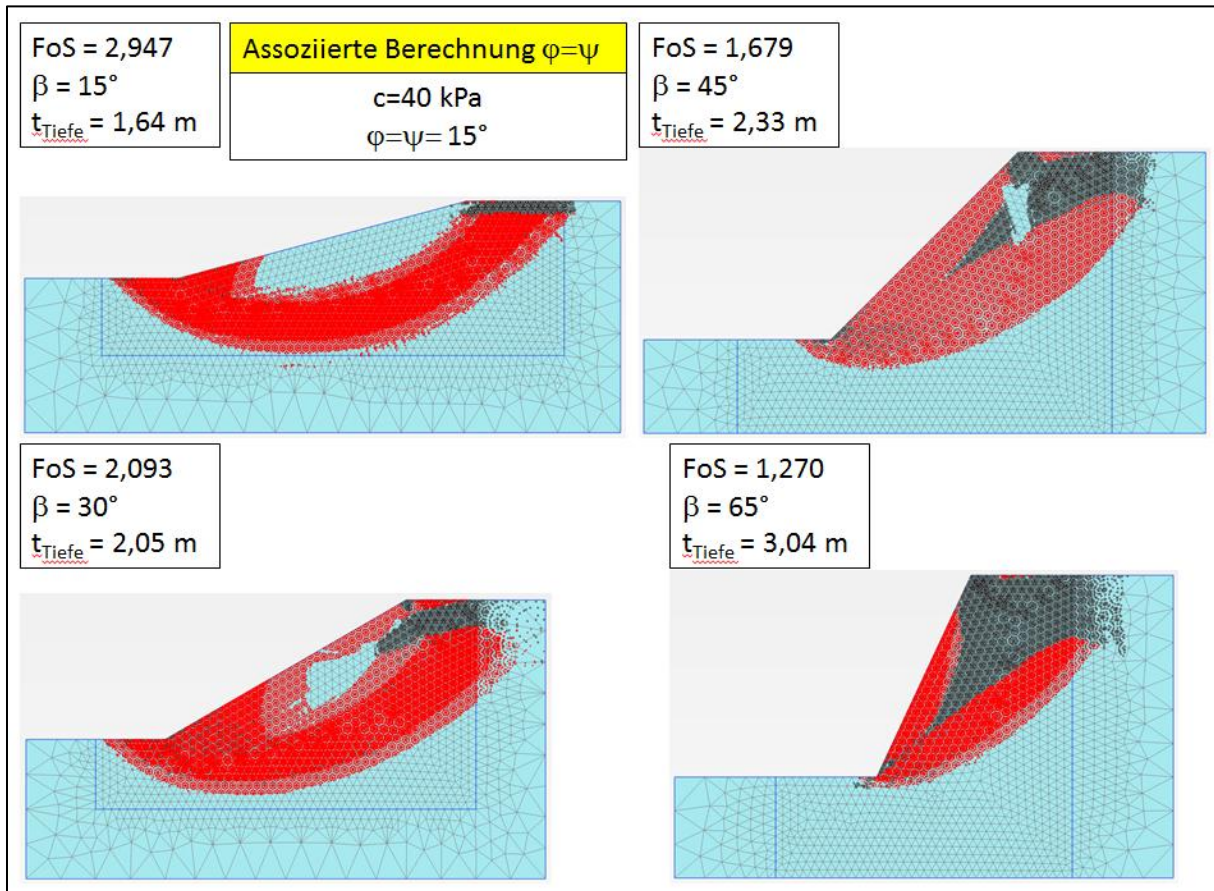 FoS = 2,947
β = 15°
tTiefe = 1,64 m
Assoziierte Berechnung φ=ψ
c=40 kPa
φ=ψ= 15°
FoS = 1,679
β = 45°
tTiefe = 2,33 m
FoS = 2,093
β = 30°
tTiefe = 2,05 m
FoS = 1,270
β = 65°
tTiefe = 3,04 m